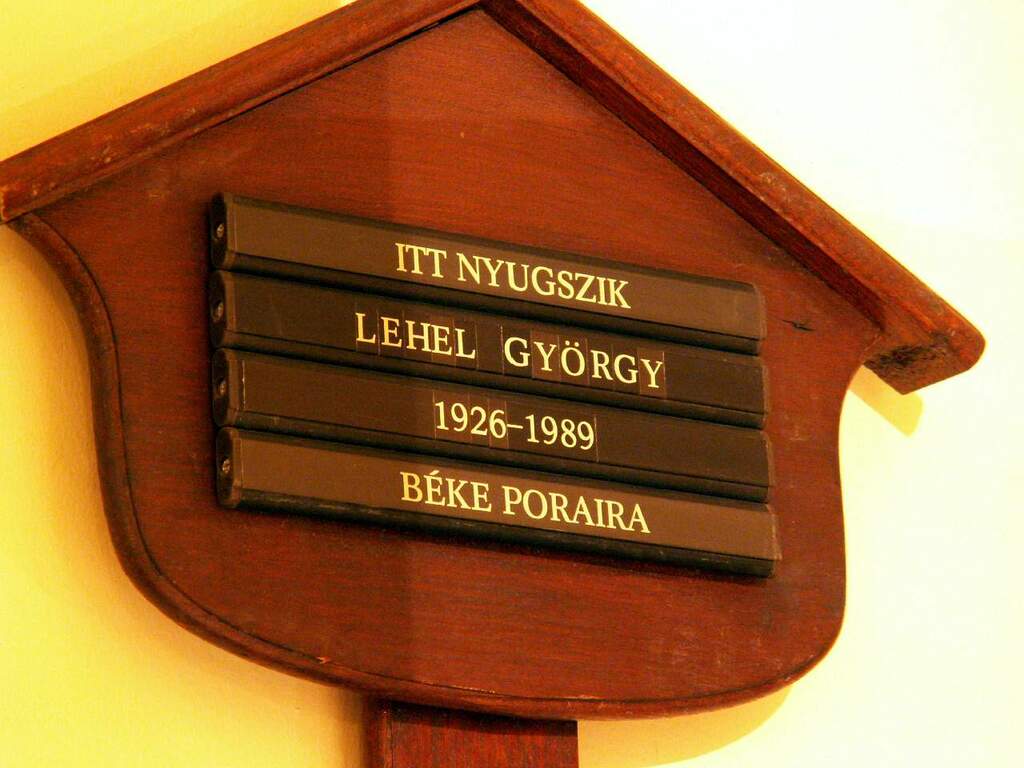 ITT NYUGSZIK
LEHEL GYÖRGY
1926–1989
BÉKE PORAIRA